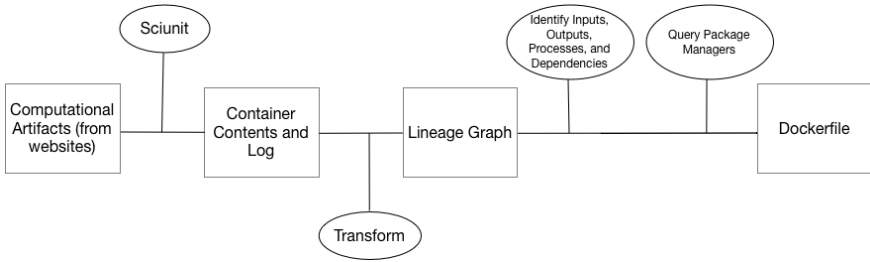 Sciunit
Identify Inputs,
Outputs,
Processes, and
Dependencies
Query Package
Managers
Computational
Artifacts (from
websites)
Container
Contents and
Log
Lineage Graph
Dockerfile
Transform